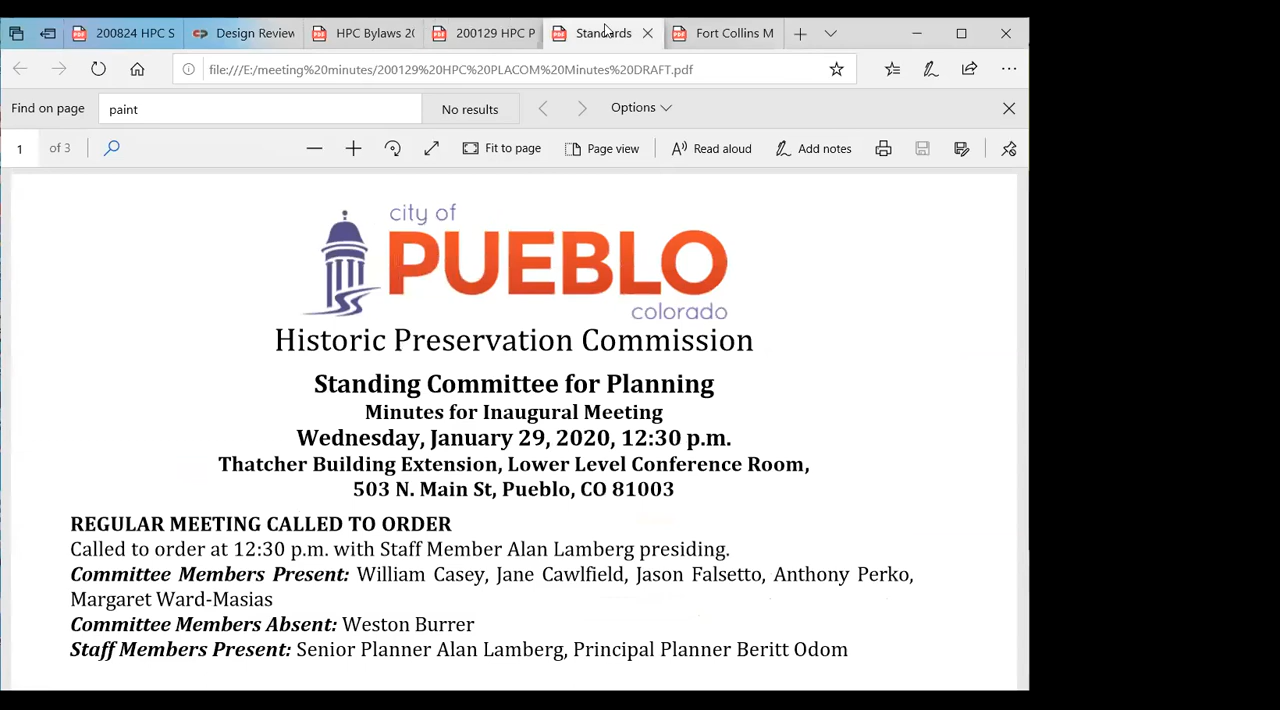 200824 HPC S
Design Review
HPC Bylaws 20
200129 HPC P
Standards
Fort Collins M
file:///E:/meeting%20minutes/200129%20HPC%20PLACOM%20Minutes%20DRAFT.pdf
Find on page
paint
No results
Options
1 of 3
Fit to page
Page view
Read aloud
Add notes
city of
PUEBLO
colorado
Historic Preservation Commission
Standing Committee for Planning
Minutes for Inaugural Meeting
Wednesday, January 29, 2020, 12:30 p.m.
Thatcher Building Extension, Lower Level Conference Room,
503 N. Main St, Pueblo, CO 81003
REGULAR MEETING CALLED TO ORDER
Called to order at 12:30 p.m. with Staff Member Alan Lamberg presiding.
Committee Members Present: William Casey, Jane Cawlfield, Jason Falsetto, Anthony Perko,
Margaret Ward-Masias
Committee Members Absent: Weston Burrer
Staff Members Present: Senior Planner Alan Lamberg, Principal Planner Beritt Odom